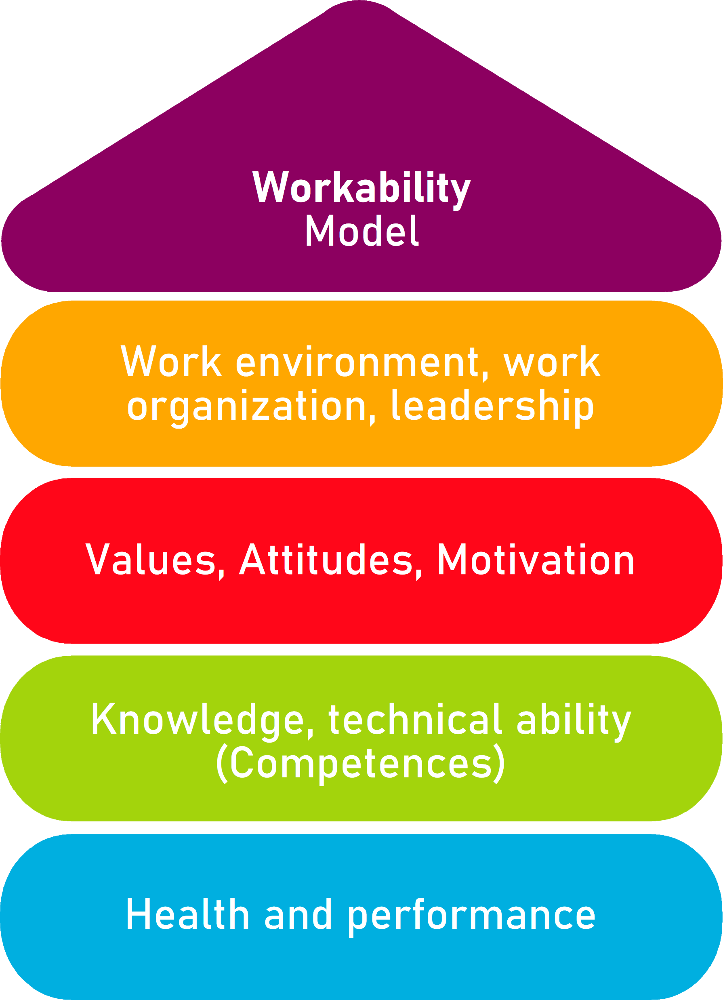 Workability
Model
Work environment, work
organization, leadership
Values, Attitudes, Motivation
Knowledge, technical ability
(Competences)
Health and performance